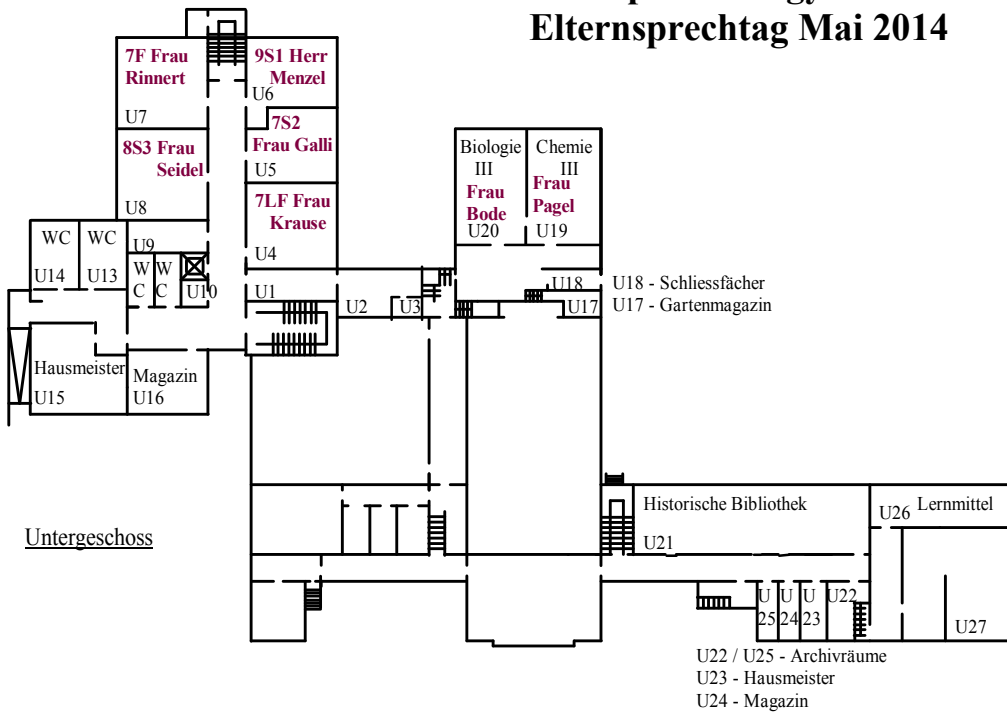 Elternsprechtag Mai 2014
7F Frau
Rinnert
U7
9S1 Herr
Menzel
U6
7S2
Frau Galli
U5
8S3 Frau
Seidel
U8
7LF Frau
Krause
U4
Biologie
III
Frau
Bode
U20
Chemie
III
Frau
Pagel
U19
WC
U14
WC
U13
U9
W
C
W
C
U10
U1
U2
U3
U18
U17
U18 - Schliessfächer
U17 - Gartenmagazin
Hausmeister
U15
Magazin
U16
Untergeschoss
Historische Bibliothek
U21
U26
Lernmittel
U
25
U
24
U
23
U22
U27
U22 / U25 - Archivräume
U23 - Hausmeister
U24 - Magazin